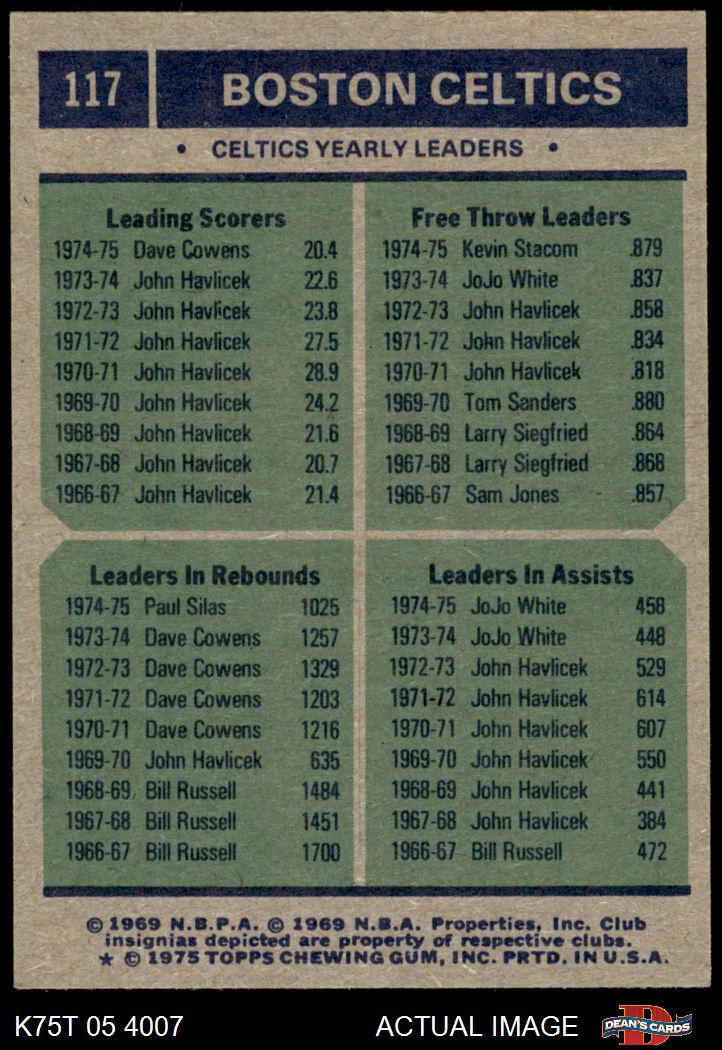 117 BOSTON CELTICS
• CELTICS YEARLY LEADERS •
Leading Scorers
1974-75 Dave Cowens 20.4
1973-74 John Havlicek 22.6
1972-73 John Havlicek 23.8
1971-72 John Havlicek 27.5
1970-71 John Havlicek 28.9
1969-70 John Havlicek 24.2
1968-69 John Havlicek 21.6
1967-68 John Havlicek 20.7
1966-67 John Havlicek 21.4
Free Throw Leaders
1974-75 Kevin Stacom .879
1973-74 JoJo White .837
1972-73 John Havlicek .858
1971-72 John Havlicek .834
1970-71 John Havlicek .818
1969-70 Tom Sanders .880
1968-69 Larry Siegfried .864
1967-68 Larry Siegfried .868
1966-67 Sam Jones .857
Leaders In Rebounds
1974-75 Paul Silas 1025
1973-74 Dave Cowens 1257
1972-73 Dave Cowens 1329
1971-72 Dave Cowens 1203
1970-71 Dave Cowens 1216
1969-70 John Havlicek 635
1968-69 Bill Russell 1484
1967-68 Bill Russell 1451
1966-67 Bill Russell 1700
Leaders In Assists
1974-75 JoJo White 458
1973-74 JoJo White 448
1972-73 John Havlicek 529
1971-72 John Havlicek 614
1970-71 John Havlicek 607
1969-70 John Havlicek 550
1968-69 John Havlicek 441
1967-68 John Havlicek 384
1966-67 Bill Russell 472
© 1969 N.B.P.A. © 1969 N.B.A. Properties, Inc. Club
insignias depicted are property of respective clubs.
★ © 1975 TOPPS CHEWING GUM, INC. PRTD. IN U.S.A.
K75T 05 4007 ACTUAL IMAGE D DEAN'S CARDS